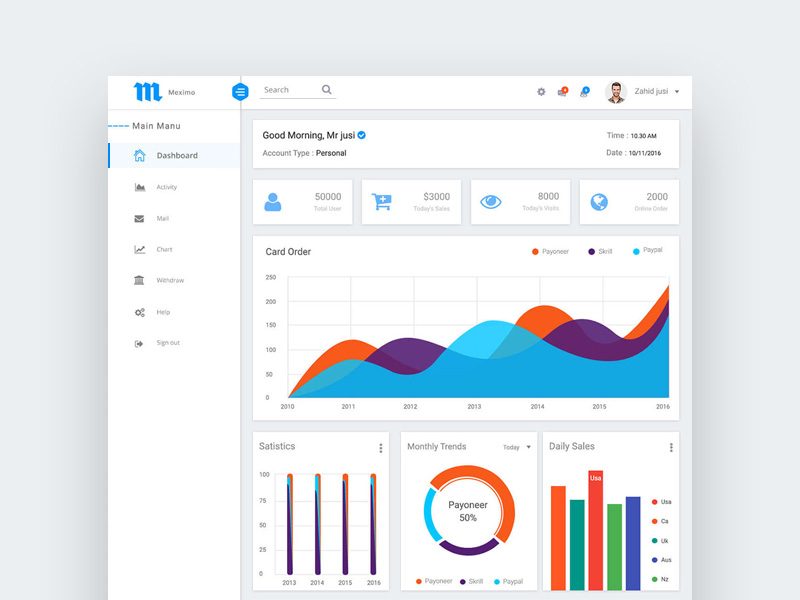 m Meximo
Search
Zahid jusi
Main Manu
Dashboard
Activity
Mail
Chart
Withdraw
Help
Sign out
Good Morning, Mr jusi
Time : 10.30 AM
Account Type : Personal
Date : 10/11/2016
50000
Total User
$3000
Today's Sales
8000
Today's Visits
2000
Online Order
Card Order
Payoneer Skrill Paypal
250
200
150
100
50
0
2010 2011 2012 2013 2014 2015 2016
Satistics
100
75
50
25
0
2013 2014 2015 2016
Monthly Trends Today
Payoneer
50%
Payoneer Skrill Paypal
Daily Sales
Usa
Usa
Ca
Uk
Aus
Nz